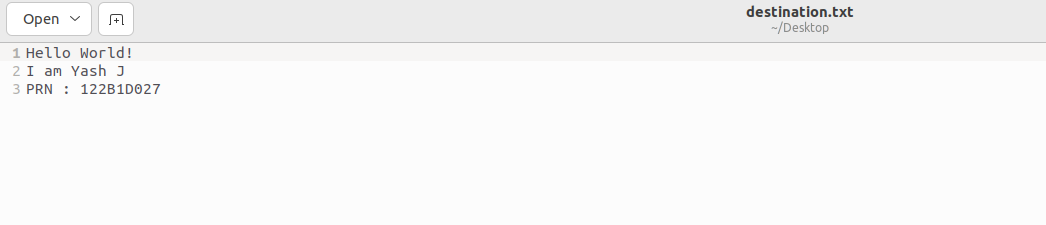 Open
destination.txt
~/Desktop
1 Hello World!
2 I am Yash J
3 PRN : 122B1D027